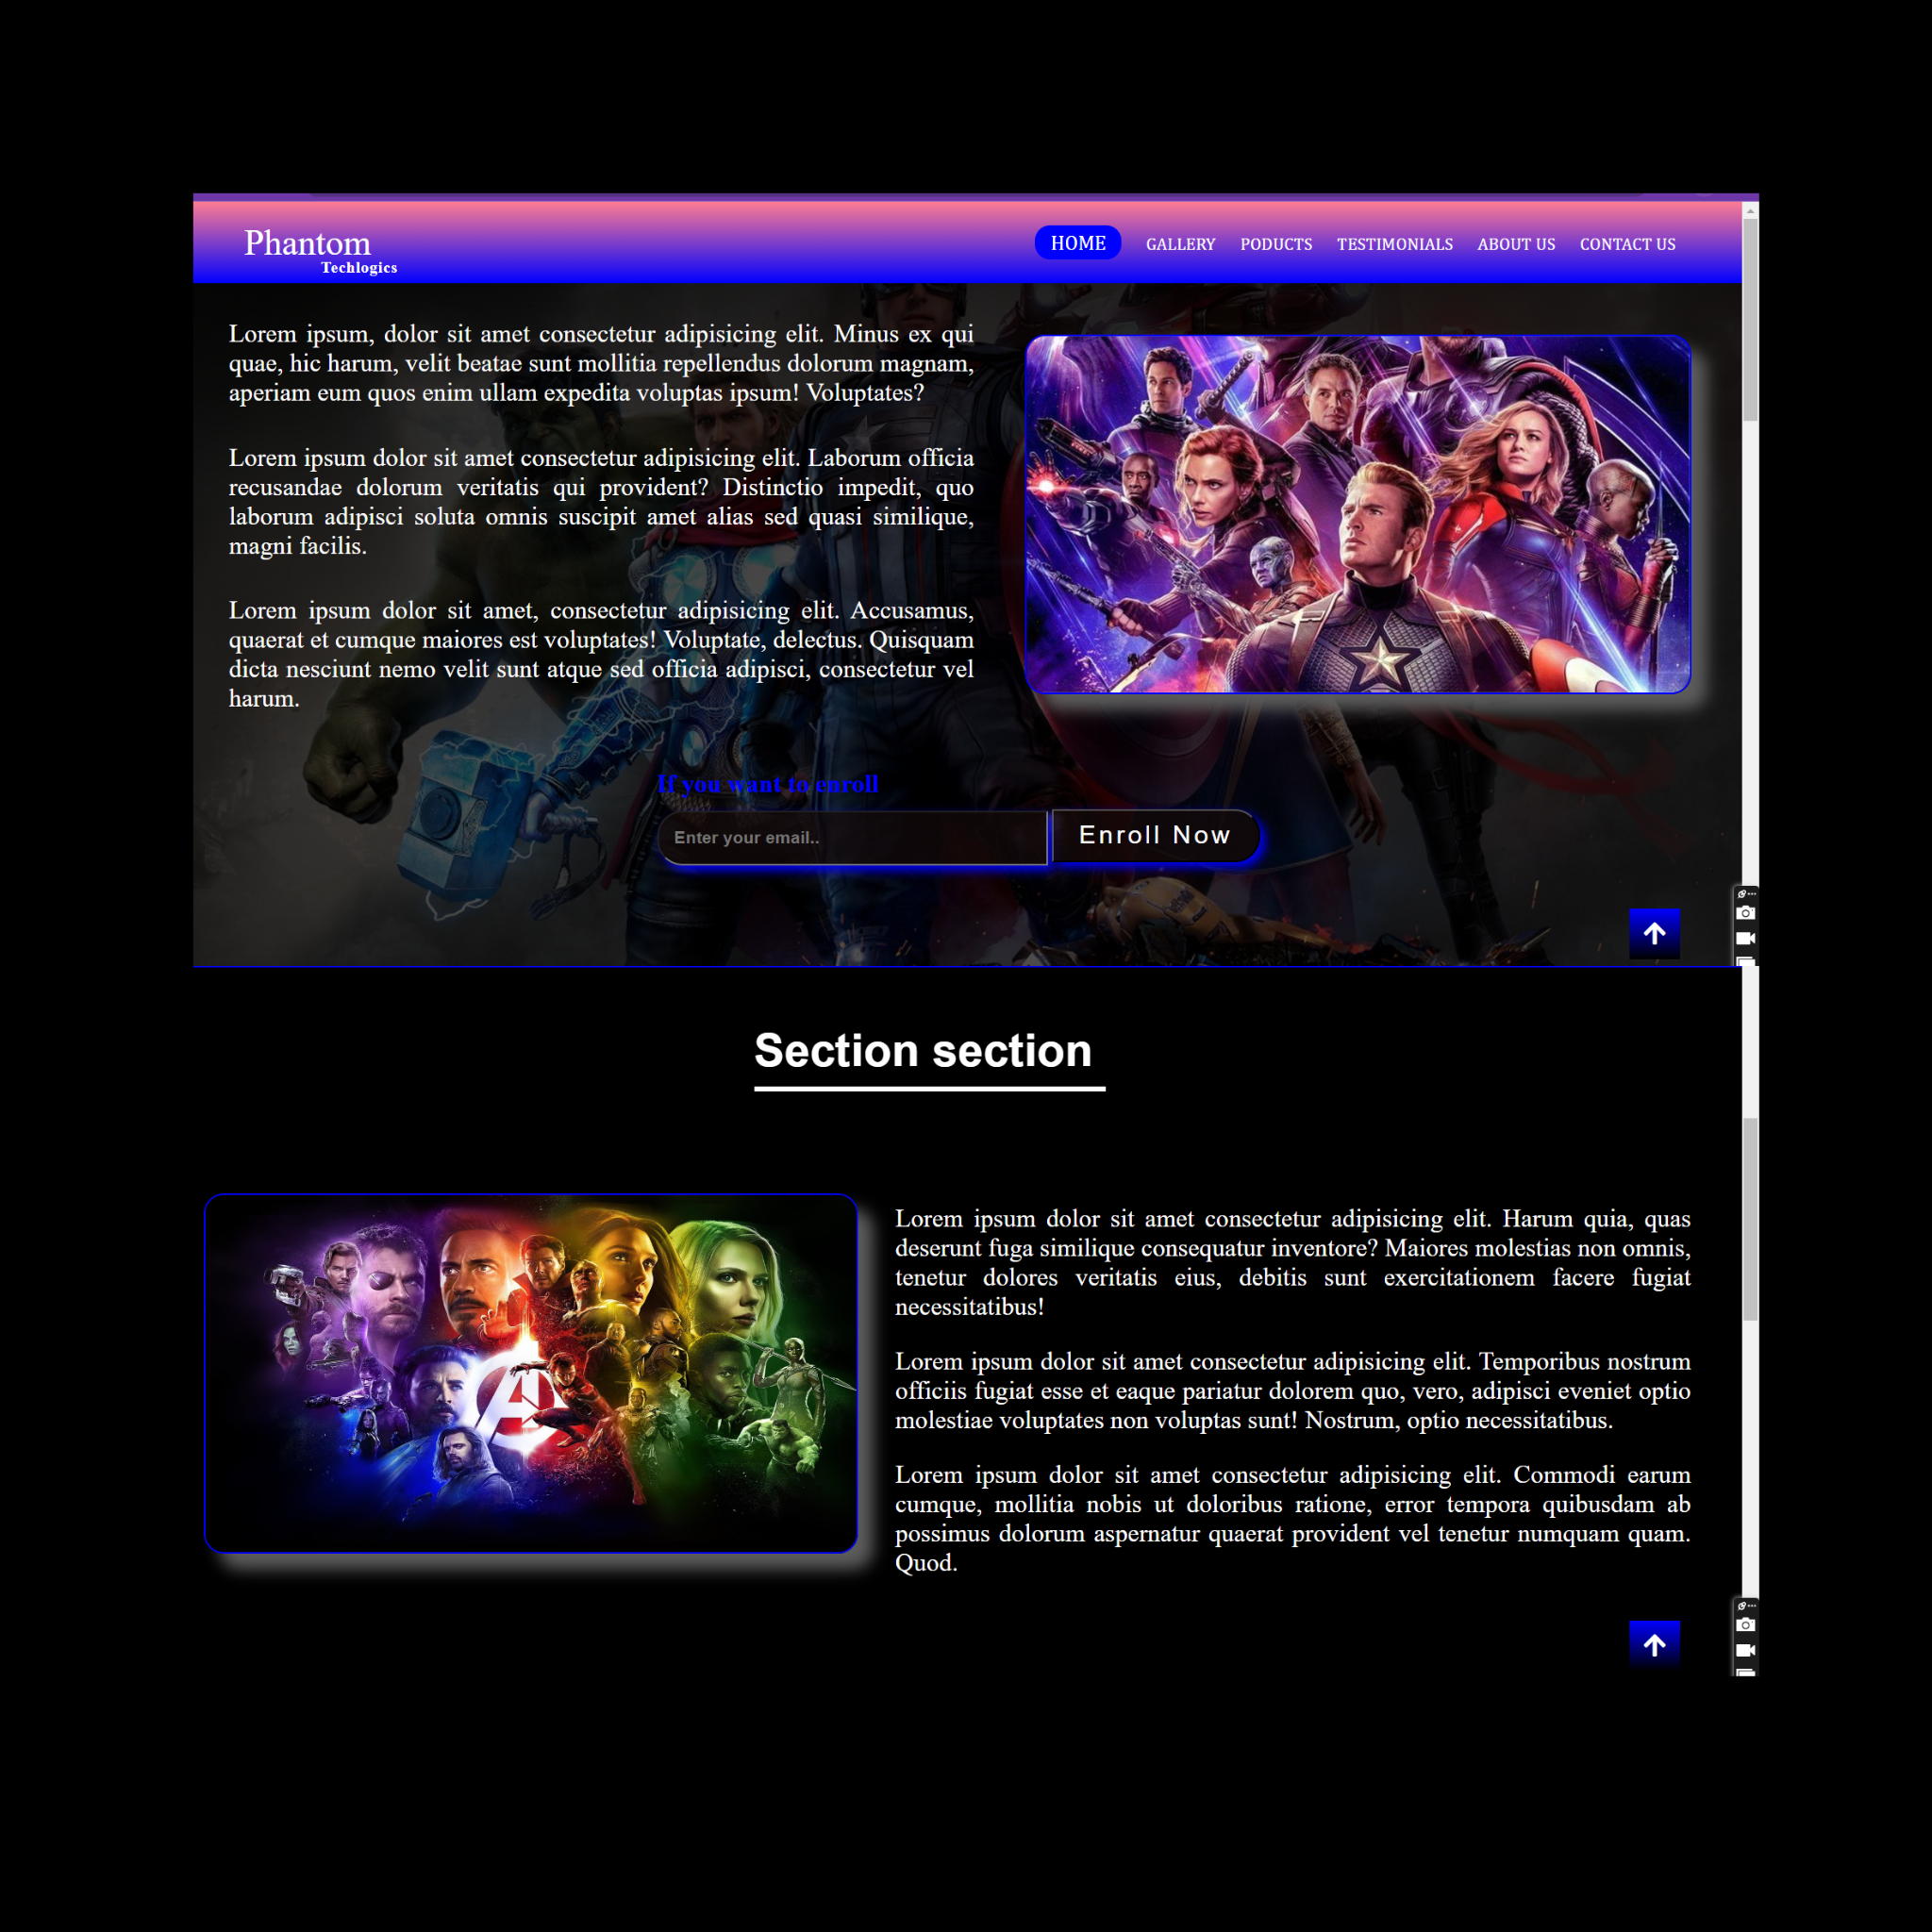 Phantom
Techlogics
HOME GALLERY PODUCTS TESTIMONIALS ABOUT US CONTACT US
Lorem ipsum, dolor sit amet consectetur adipisicing elit. Minus ex qui
quae, hic harum, velit beatae sunt mollitia repellendus dolorum magnam,
aperiam eum quos enim ullam expedita voluptas ipsum! Voluptates?
Lorem ipsum dolor sit amet consectetur adipisicing elit. Laborum officia
recusandae dolorum veritatis qui provident? Distinctio impedit, quo
laborum adipisci soluta omnis suscipit amet alias sed quasi similique,
magni facilis.
Lorem ipsum dolor sit amet, consectetur adipisicing elit. Accusamus,
quaerat et cumque maiores est voluptates! Voluptate, delectus. Quisquam
dicta nesciunt nemo velit sunt atque sed officia adipisci, consectetur vel
harum.
If you want to enroll
Enter your email..
Enroll Now
Section section
Lorem ipsum dolor sit amet consectetur adipisicing elit. Harum quia, quas
deserunt fuga similique consequatur inventore? Maiores molestias non omnis,
tenetur dolores veritatis eius, debitis sunt exercitationem facere fugiat
necessitatibus!
Lorem ipsum dolor sit amet consectetur adipisicing elit. Temporibus nostrum
officiis fugiat esse et eaque pariatur dolorem quo, vero, adipisci eveniet optio
molestiae voluptates non voluptas sunt! Nostrum, optio necessitatibus.
Lorem ipsum dolor sit amet consectetur adipisicing elit. Commodi earum
cumque, mollitia nobis ut doloribus ratione, error tempora quibusdam ab
possimus dolorum aspernatur quaerat provident vel tenetur numquam quam.
Quod.